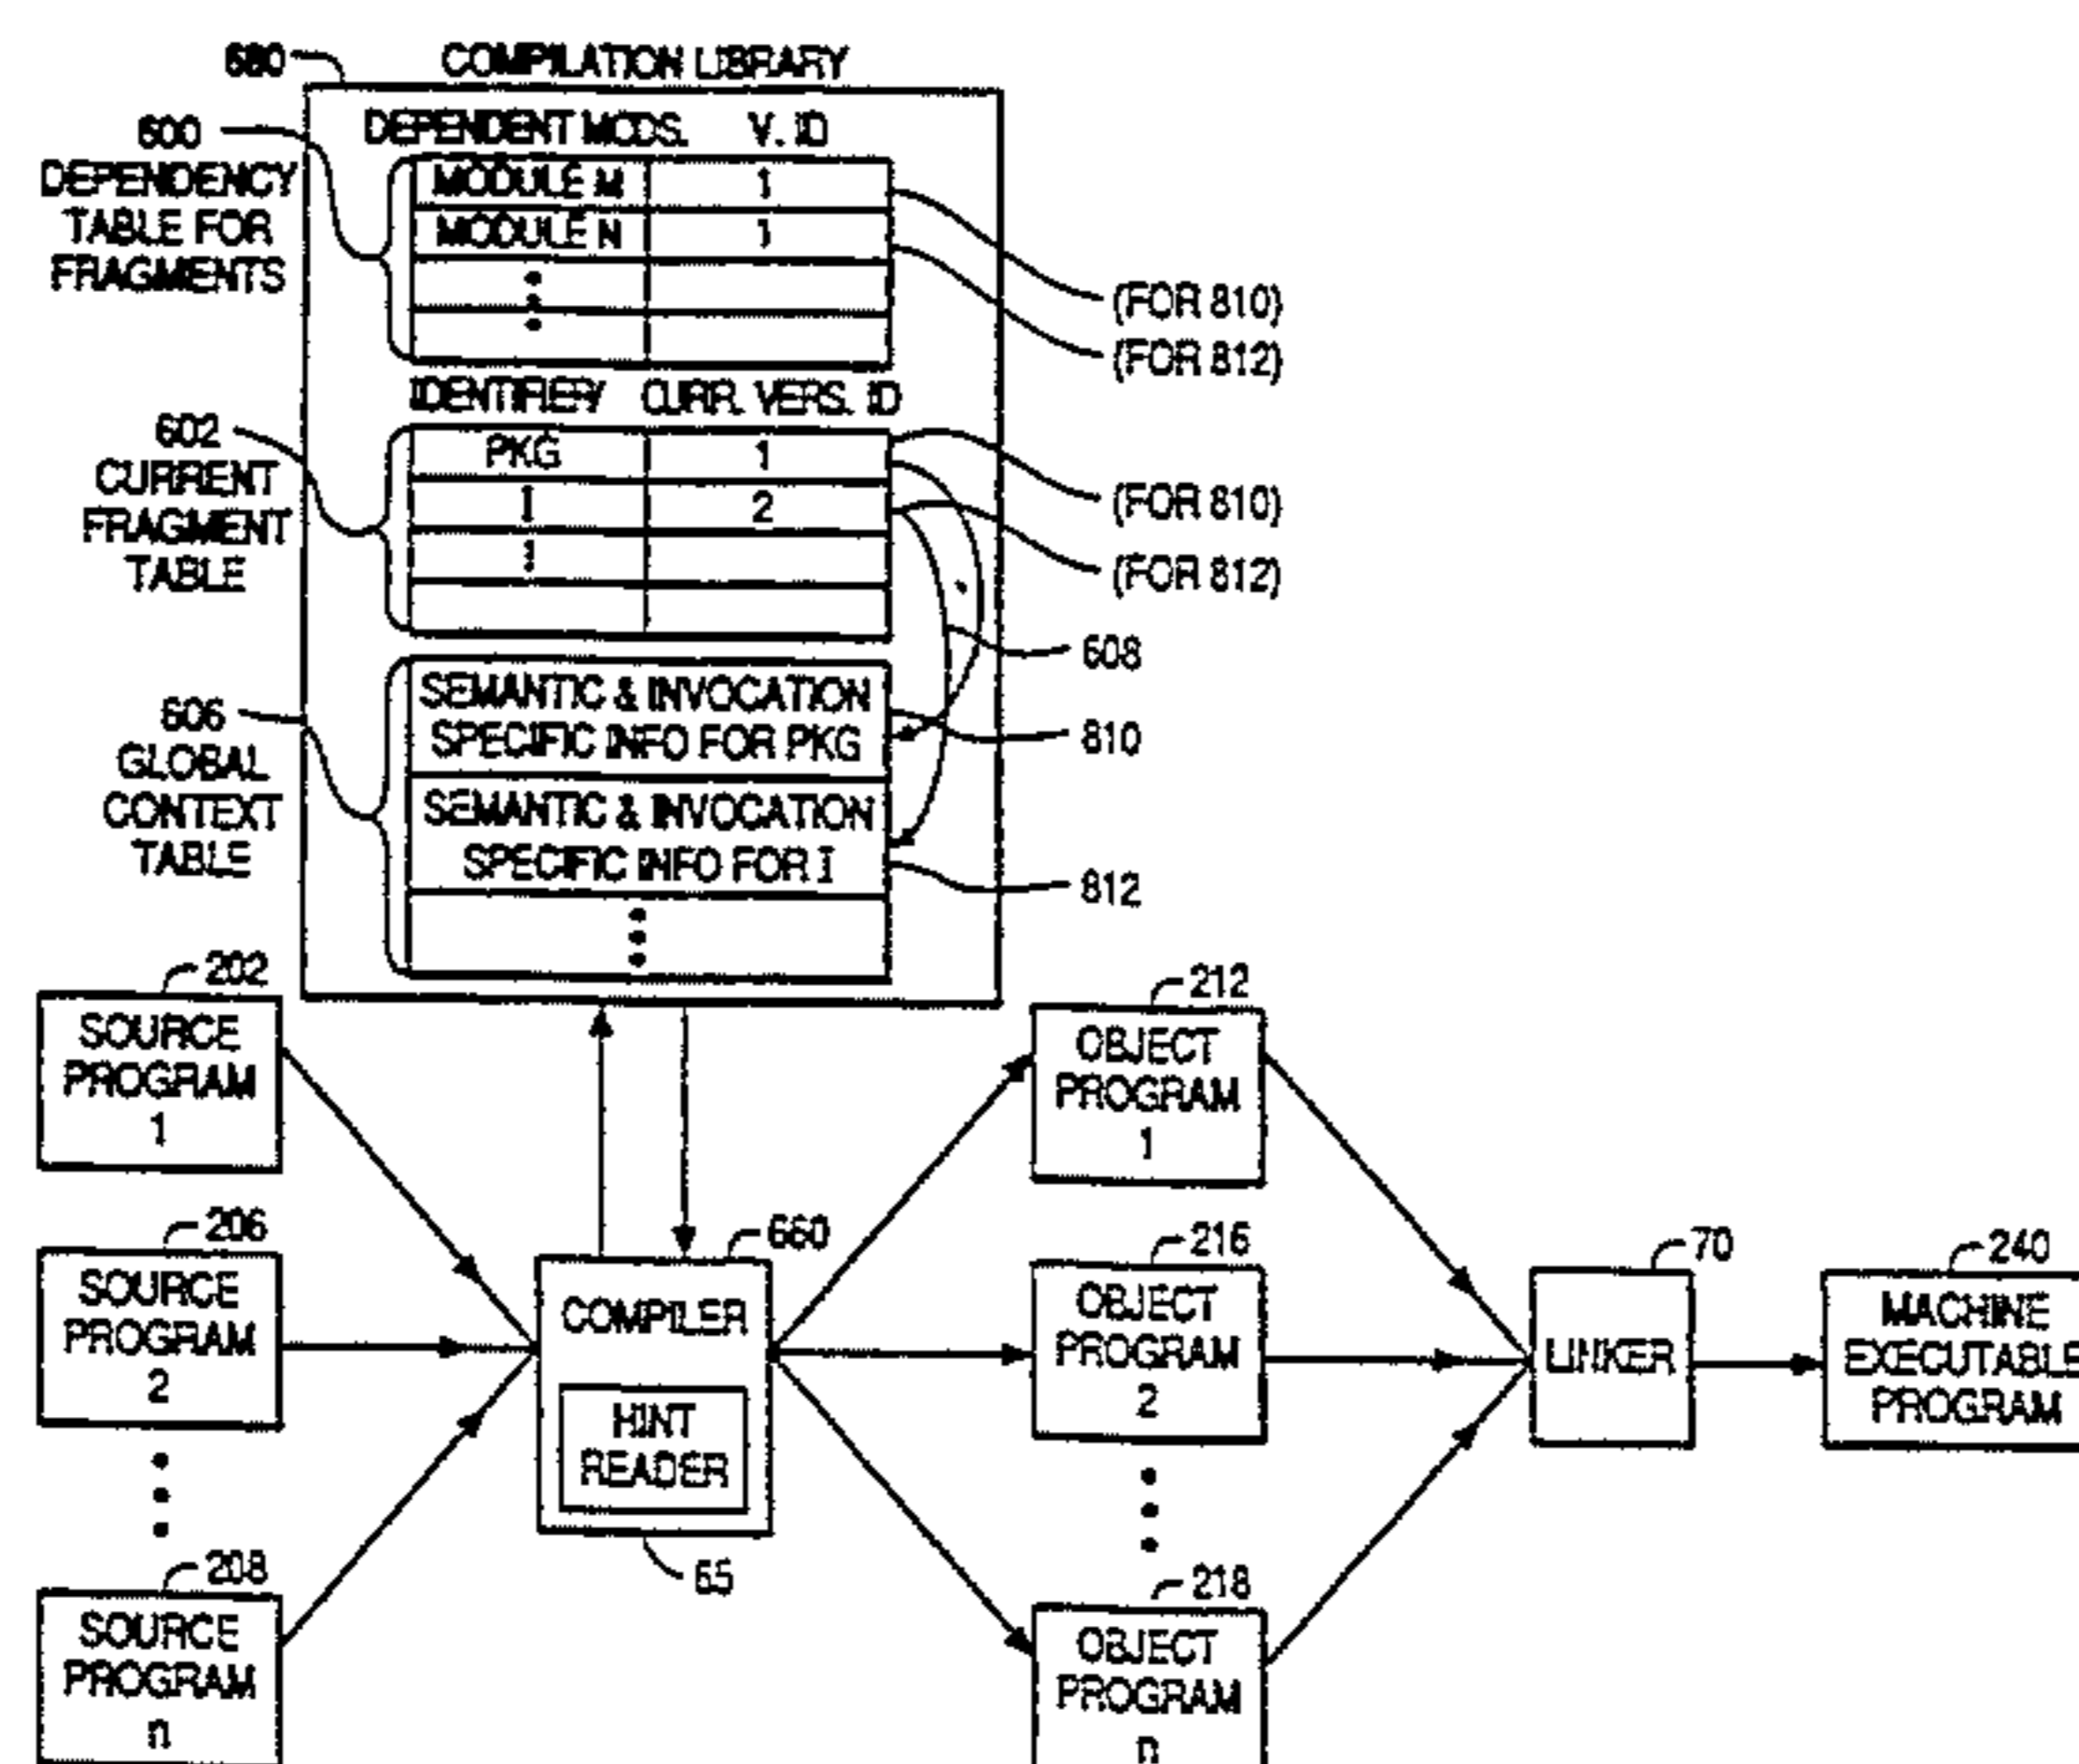 COMPILATION LIBRARY
600
DEPENDENCY
TABLE FOR
FRAGMENTS
DEPENDENT MODS. V. ID
MODULE M 1
MODULE N 1
(FOR 810)
(FOR 812)
602
CURRENT
FRAGMENT
TABLE
CURR. VERS. ID
PKG 1
I 2
(FOR 810)
(FOR 812)
608
606
GLOBAL
CONTEXT
TABLE
SEMANTIC & INVOCATION
SPECIFIC INFO FOR PKG
810
SEMANTIC & INVOCATION
SPECIFIC INFO FOR I
812
202
SOURCE
PROGRAM
1
206
SOURCE
PROGRAM
2
208
SOURCE
PROGRAM
n
660
COMPILER
HINT
READER
65
212
OBJECT
PROGRAM
1
216
OBJECT
PROGRAM
2
218
OBJECT
PROGRAM
n
70
LINKER
240
MACHINE
EXECUTABLE
PROGRAM